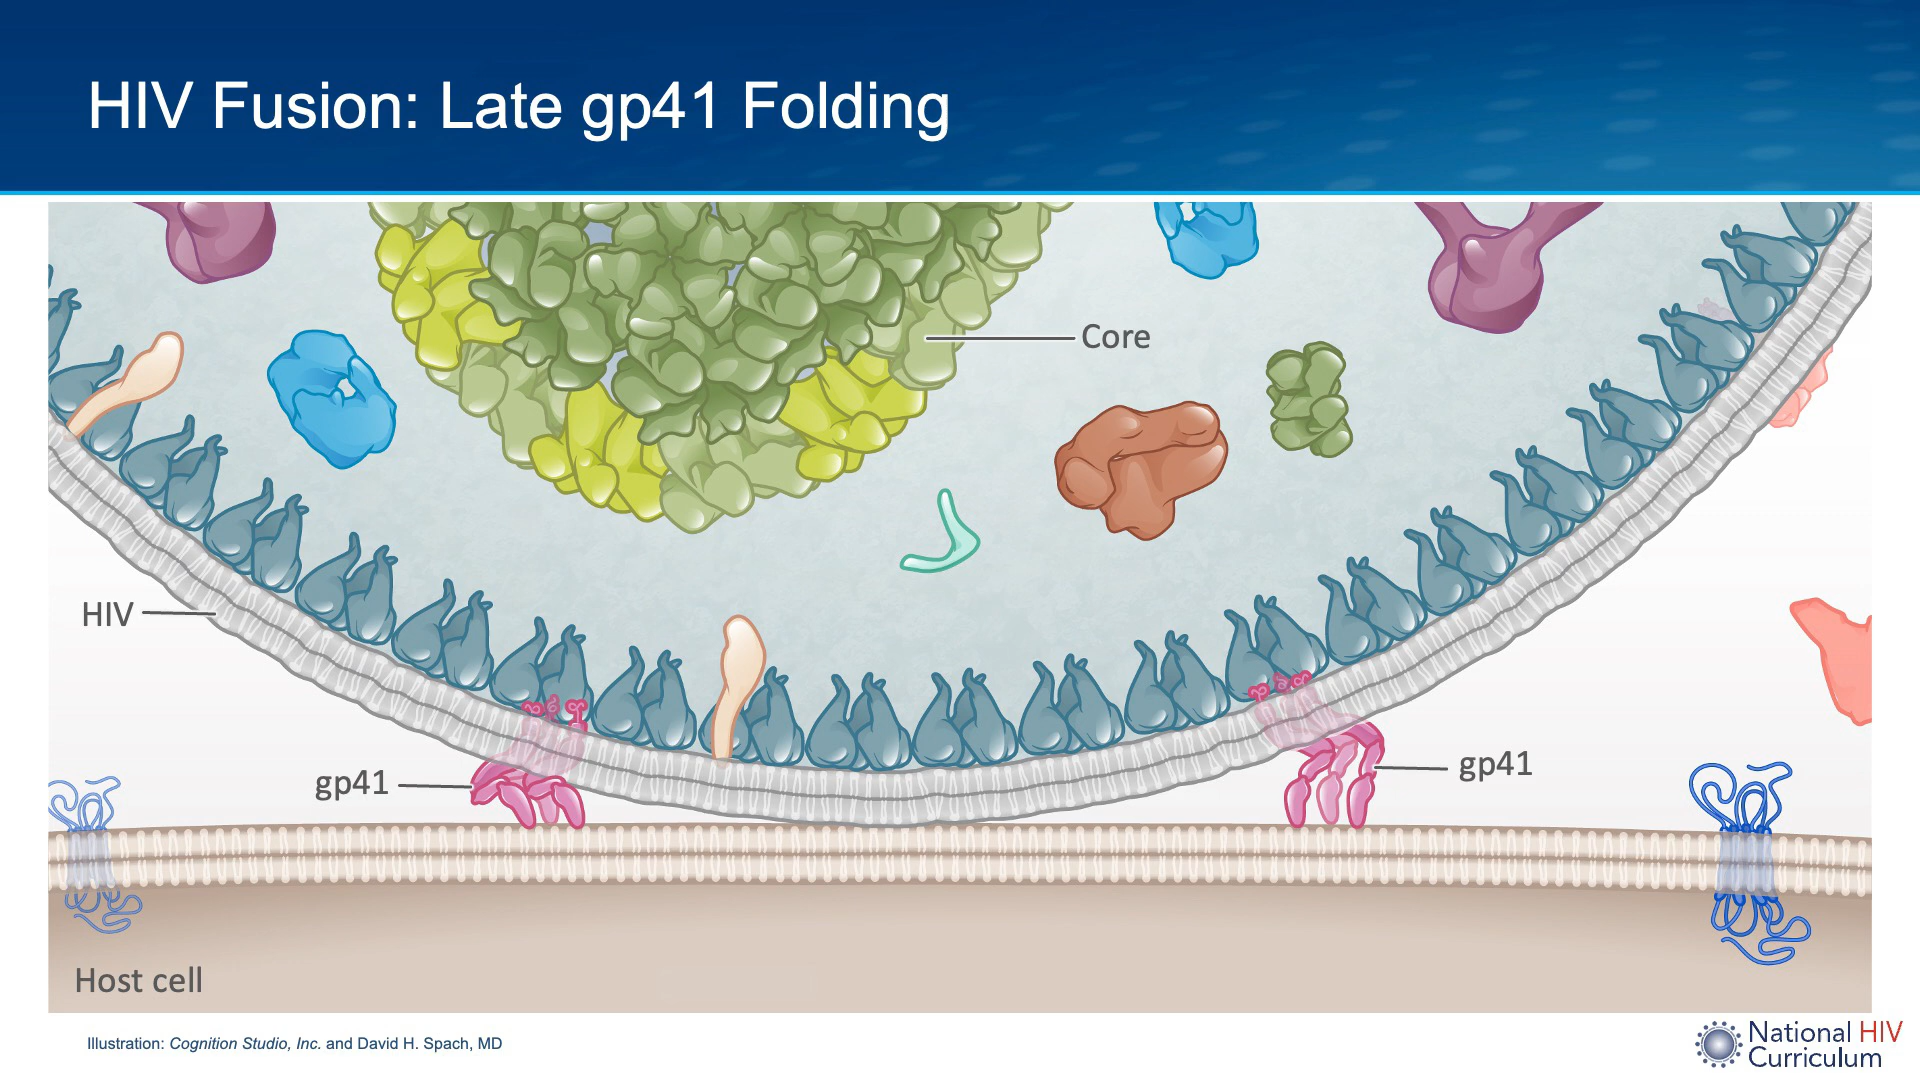 HIV Fusion: Late gp41 Folding
Core
HIV
gp41
gp41
Host cell
Illustration: Cognition Studio, Inc. and David H. Spach, MD
National HIV
Curriculum